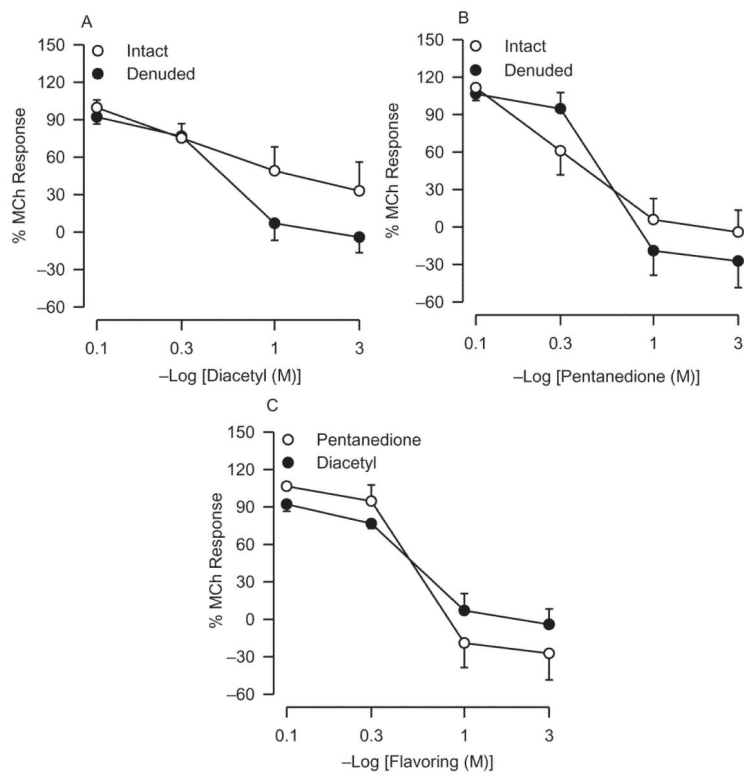 A
150
Intact
120
Denuded
90
60
30
0
–30
–60
% MCh Response
0.1 0.3 1 3
–Log [Diacetyl (M)]
B
150
Intact
120
Denuded
90
60
30
0
–30
–60
% MCh Response
0.1 0.3 1 3
–Log [Pentanedione (M)]
C
150
Pentanedione
120
Diacetyl
90
60
30
0
–30
–60
% MCh Response
0.1 0.3 1 3
–Log [Flavoring (M)]